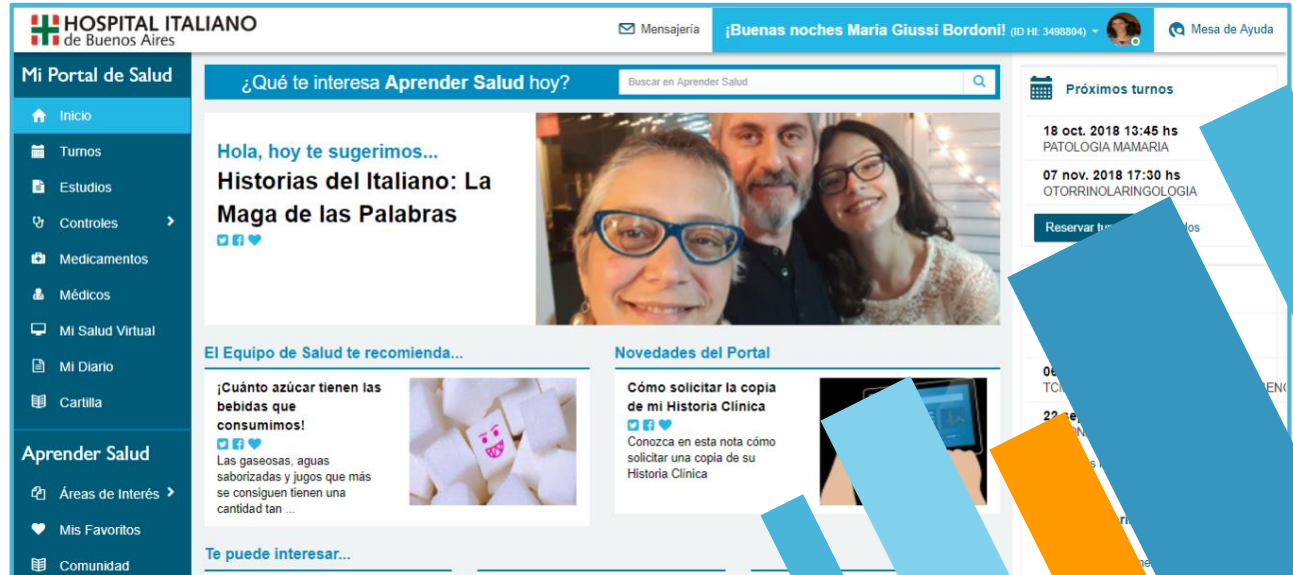 HOSPITAL ITALIANO
de Buenos Aires
Mensajería
¡Buenas noches Maria Giussi Bordoni! (ID HI: 3498804)
Mesa de Ayuda
Mi Portal de Salud
Inicio
Turnos
Estudios
Controles
Medicamentos
Médicos
Mi Salud Virtual
Mi Diario
Cartilla
Aprender Salud
Áreas de Interés
Mis Favoritos
Comunidad
¿Qué te interesa Aprender Salud hoy?
Buscar en Aprender Salud
Hola, hoy te sugerimos...
Historias del Italiano: La
Maga de las Palabras
El Equipo de Salud te recomienda...
¡Cuánto azúcar tienen las
bebidas que
consumimos!
Las gaseosas, aguas
saborizadas y jugos que más
se consiguen tienen una
cantidad tan ...
Novedades del Portal
Cómo solicitar la copia
de mi Historia Clínica
Conozca en esta nota cómo
solicitar una copia de su
Historia Clínica
Te puede interesar...
Próximos turnos
18 oct. 2018 13:45 hs
PATOLOGIA MAMARIA
07 nov. 2018 17:30 hs
OTORRINOLARINGOLOGIA
Reservar
22